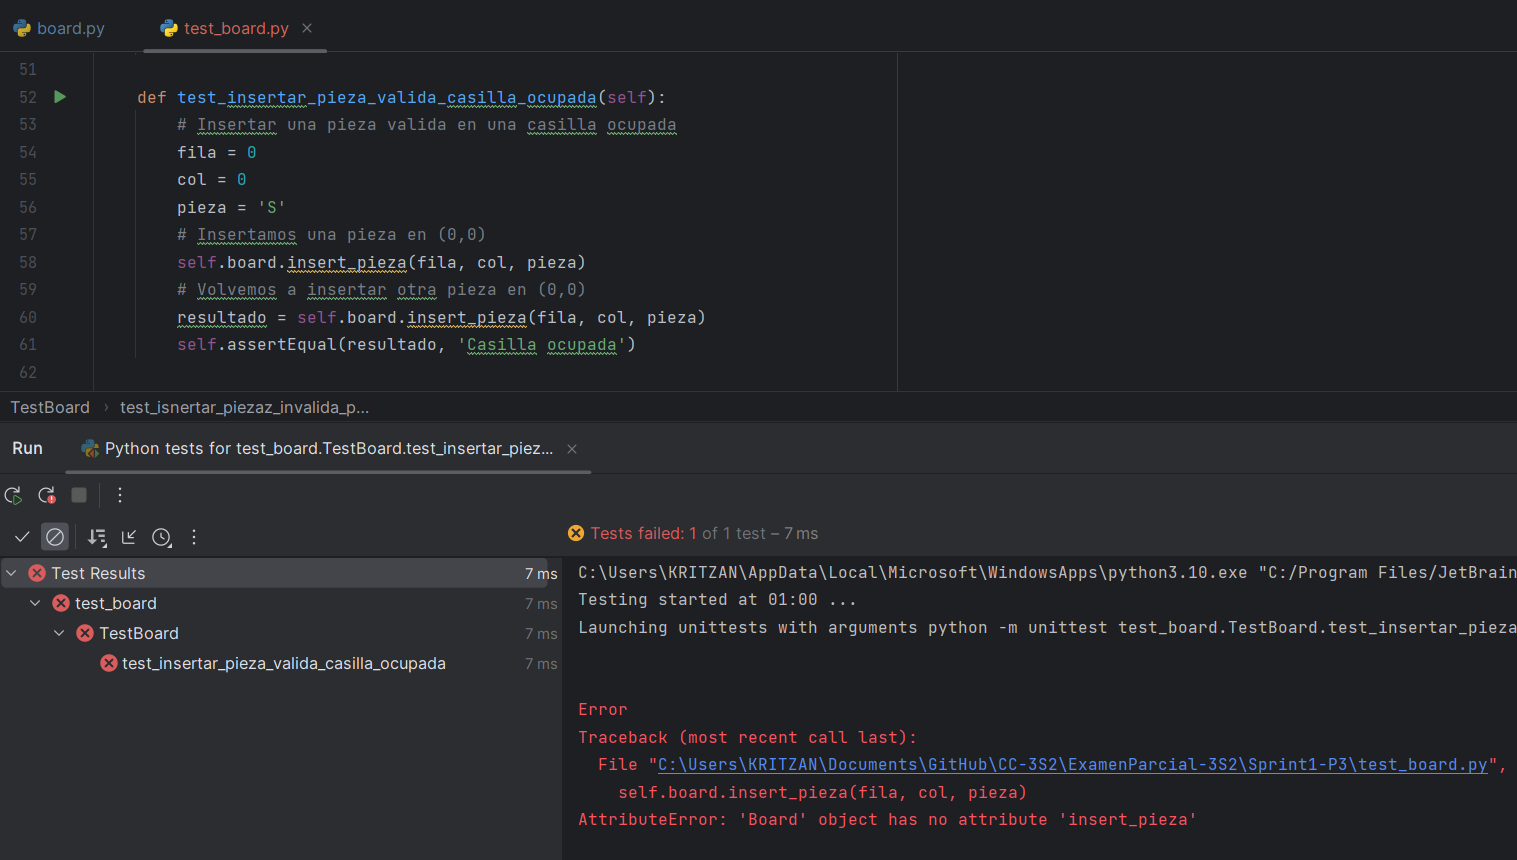 board.py test_board.py
51
52 def test_insertar_pieza_valida_casilla_ocupada(self):
53 # Insertar una pieza valida en una casilla ocupada
54 fila = 0
55 col = 0
56 pieza = 'S'
57 # Insertamos una pieza en (0,0)
58 self.board.insert_pieza(fila, col, pieza)
59 # Volvemos a insertar otra pieza en (0,0)
60 resultado = self.board.insert_pieza(fila, col, pieza)
61 self.assertEqual(resultado, 'Casilla ocupada')
62
TestBoard › test_isnertar_piezaz_invalida_p...
Run Python tests for test_board.TestBoard.test_insertar_piez...
Tests failed: 1 of 1 test – 7 ms
Test Results 7 ms
test_board 7 ms
TestBoard 7 ms
test_insertar_pieza_valida_casilla_ocupada 7 ms
C:\Users\KRITZAN\AppData\Local\Microsoft\WindowsApps\python3.10.exe "C:/Program Files/JetBrain
Testing started at 01:00 ...
Launching unittests with arguments python -m unittest test_board.TestBoard.test_insertar_pieza
Error
Traceback (most recent call last):
File "C:\Users\KRITZAN\Documents\GitHub\CC-3S2\ExamenParcial-3S2\Sprint1-P3\test_board.py",
self.board.insert_pieza(fila, col, pieza)
AttributeError: 'Board' object has no attribute 'insert_pieza'